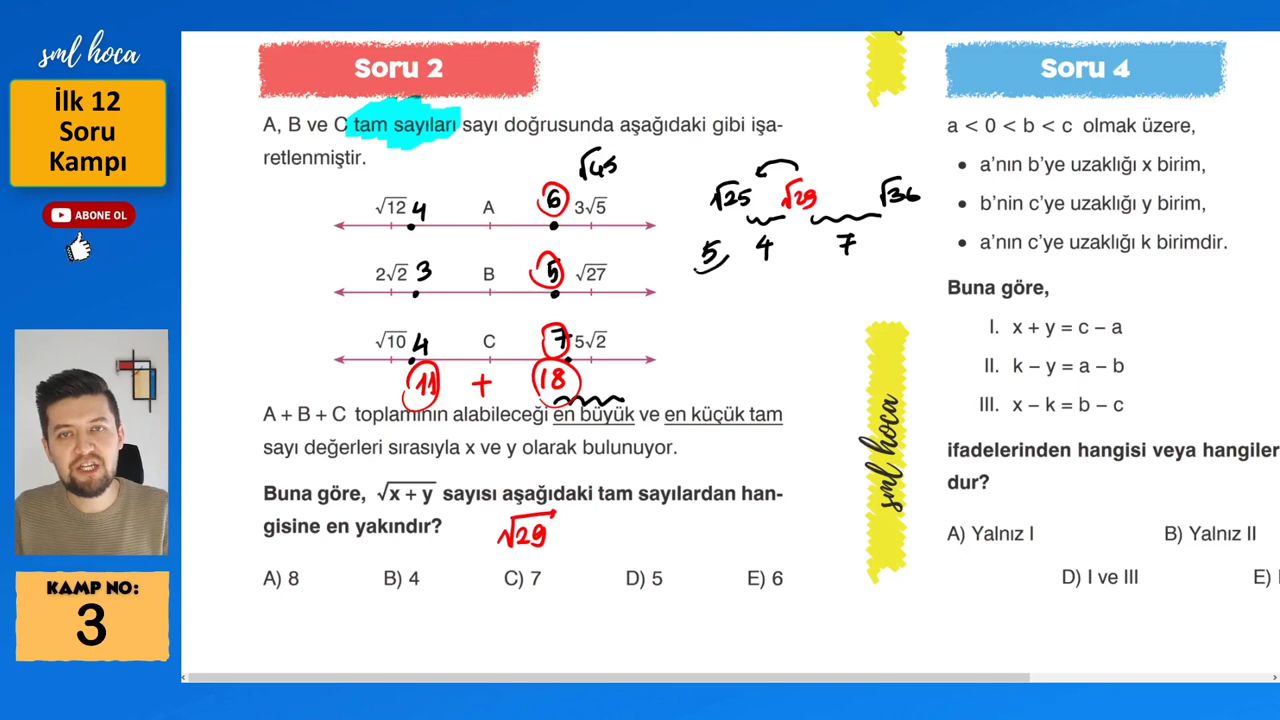 sml hoca
İlk 12
Soru
Kampı
ABONE OL
KAMP NO:
3
Soru 2
A, B ve C tam sayıları sayı doğrusunda aşağıdaki gibi işa-
retlenmiştir.
√45
√12 4 A 6 3√5
2√2 3 B 5 √27
√10 4 C 7 5√2
11 + 18
√25 √29 √36
5 4 7
A + B + C toplamının alabileceği en büyük ve en küçük tam
sayı değerleri sırasıyla x ve y olarak bulunuyor.
Buna göre, √x + y sayısı aşağıdaki tam sayılardan han-
gisine en yakındır?
√29
A) 8 B) 4 C) 7 D) 5 E) 6
sml hoca
Soru 4
a < 0 < b < c olmak üzere,
• a’nın b’ye uzaklığı x birim,
• b’nin c’ye uzaklığı y birim,
• a’nın c’ye uzaklığı k birimdir.
Buna göre,
I. x + y = c – a
II. k – y = a – b
III. x – k = b – c
ifadelerinden hangisi veya hangiler
dur?
A) Yalnız I B) Yalnız II
D) I ve III E)